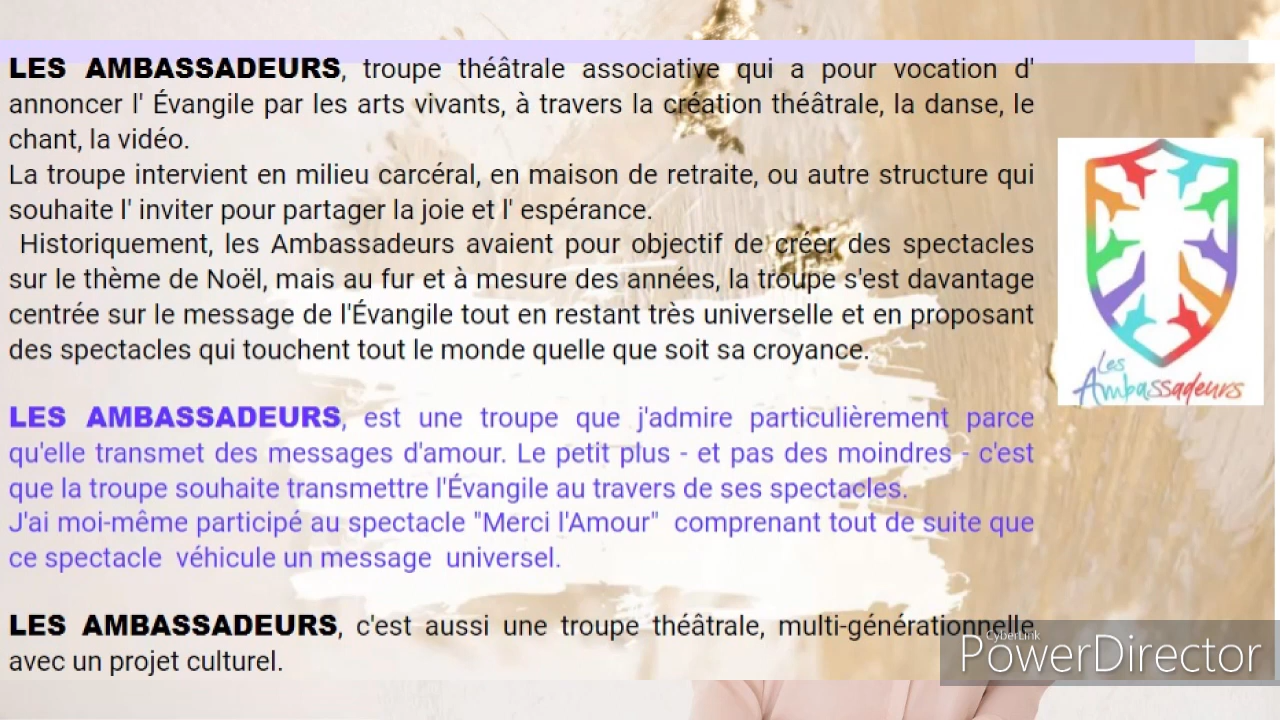 LES AMBASSADEURS, troupe théâtrale associative qui a pour vocation d'
annoncer l' Évangile par les arts vivants, à travers la création théâtrale, la danse, le
chant, la vidéo.
La troupe intervient en milieu carcéral, en maison de retraite, ou autre structure qui
souhaite l' inviter pour partager la joie et l' espérance.
Historiquement, les Ambassadeurs avaient pour objectif de créer des spectacles
sur le thème de Noël, mais au fur et à mesure des années, la troupe s'est davantage
centrée sur le message de l'Évangile tout en restant très universelle et en proposant
des spectacles qui touchent tout le monde quelle que soit sa croyance.
Les
Ambassadeurs
LES AMBASSADEURS, est une troupe que j'admire particulièrement parce
qu'elle transmet des messages d'amour. Le petit plus - et pas des moindres - c'est
que la troupe souhaite transmettre l'Évangile au travers de ses spectacles.
J'ai moi-même participé au spectacle "Merci l'Amour" comprenant tout de suite que
ce spectacle véhicule un message universel.
LES AMBASSADEURS, c'est aussi une troupe théâtrale, multi-générationnelle
avec un projet culturel.
CyberLink
PowerDirector